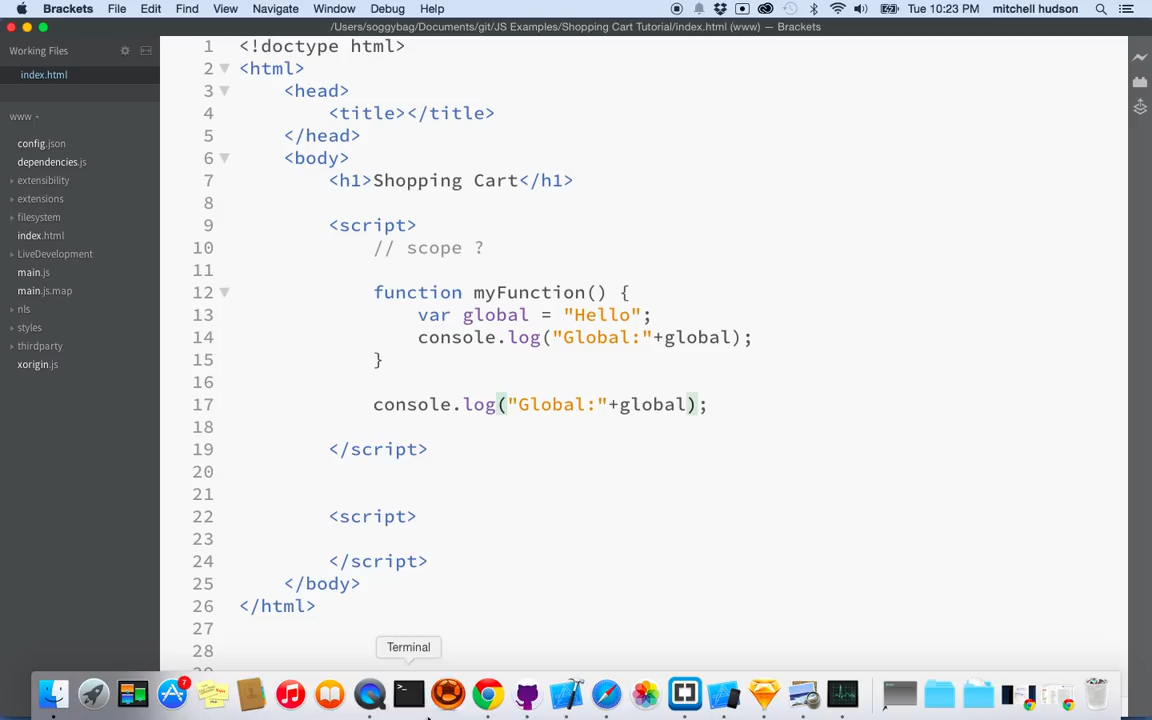 Brackets File Edit Find View Navigate Window Debug Help Tue 10:23 PM mitchell hudson
/Users/soggybag/Documents/git/JS Examples/Shopping Cart Tutorial/index.html (www) — Brackets
Working Files
index.html
www
config.json
dependencies.js
extensibility
extensions
filesystem
index.html
LiveDevelopment
main.js
main.js.map
nls
styles
thirdparty
xorigin.js
1 <!doctype html>
2 <html>
3 <head>
4 <title></title>
5 </head>
6 <body>
7 <h1>Shopping Cart</h1>
8
9 <script>
10 // scope ?
11
12 function myFunction() {
13 var global = "Hello";
14 console.log("Global:"+global);
15 }
16
17 console.log("Global:"+global);
18
19 </script>
20
21
22 <script>
23
24 </script>
25 </body>
26 </html>
27
28
Terminal
7